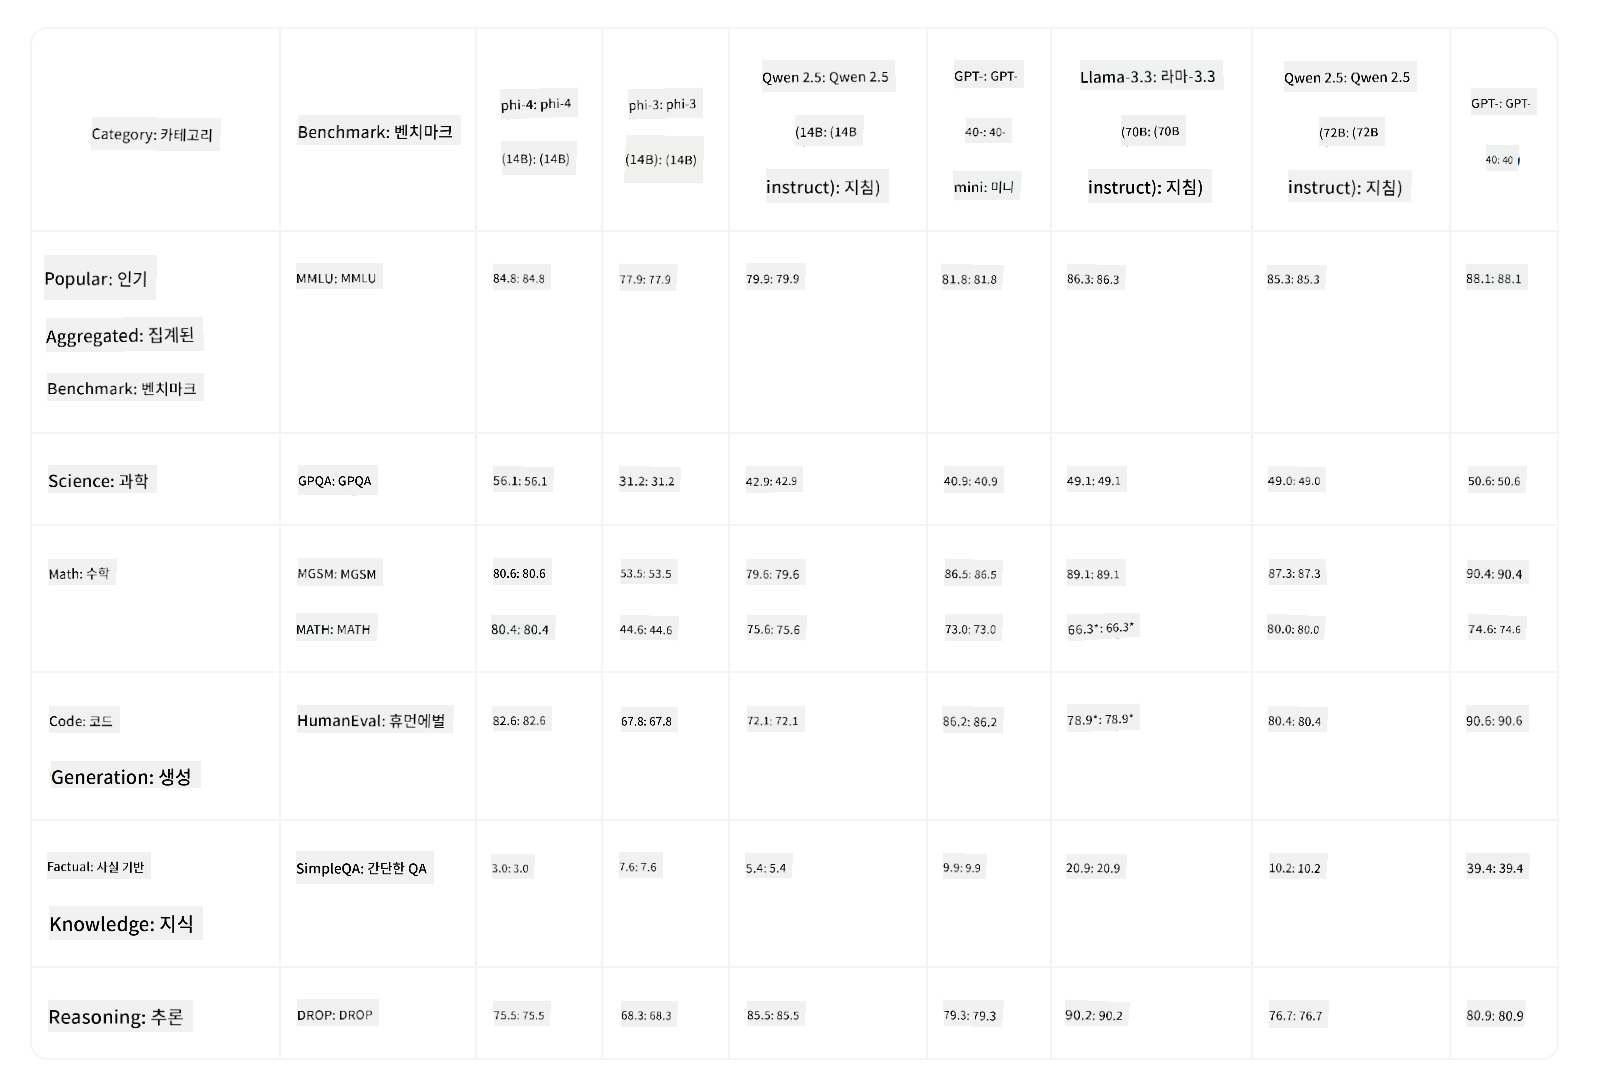 Category: 카테고리
Benchmark: 벤치마크
phi-4: phi-4
(14B): (14B)
phi-3: phi-3
(14B): (14B)
Qwen 2.5: Qwen 2.5
(14B: (14B
instruct): 지침)
GPT-: GPT-
40-: 40-
mini: 미니
Llama-3.3: 라마-3.3
(70B: (70B
instruct): 지침)
Qwen 2.5: Qwen 2.5
(72B: (72B
instruct): 지침)
GPT-: GPT-
40: 40
Popular: 인기
Aggregated: 집계된
Benchmark: 벤치마크
MMLU: MMLU
84.8: 84.8
77.9: 77.9
79.9: 79.9
81.8: 81.8
86.3: 86.3
85.3: 85.3
88.1: 88.1
Science: 과학
GPQA: GPQA
56.1: 56.1
31.2: 31.2
42.9: 42.9
40.9: 40.9
49.1: 49.1
49.0: 49.0
50.6: 50.6
Math: 수학
MGSM: MGSM
80.6: 80.6
53.5: 53.5
79.6: 79.6
86.5: 86.5
89.1: 89.1
87.3: 87.3
90.4: 90.4
MATH: MATH
80.4: 80.4
44.6: 44.6
75.6: 75.6
73.0: 73.0
66.3*: 66.3*
80.0: 80.0
74.6: 74.6
Code: 코드
Generation: 생성
HumanEval: 휴먼에벌
82.6: 82.6
67.8: 67.8
72.1: 72.1
86.2: 86.2
78.9*: 78.9*
80.4: 80.4
90.6: 90.6
Factual: 사실 기반
Knowledge: 지식
SimpleQA: 간단한 QA
3.0: 3.0
7.6: 7.6
5.4: 5.4
9.9: 9.9
20.9: 20.9
10.2: 10.2
39.4: 39.4
Reasoning: 추론
DROP: DROP
75.5: 75.5
68.3: 68.3
85.5: 85.5
79.3: 79.3
90.2: 90.2
76.7: 76.7
80.9: 80.9